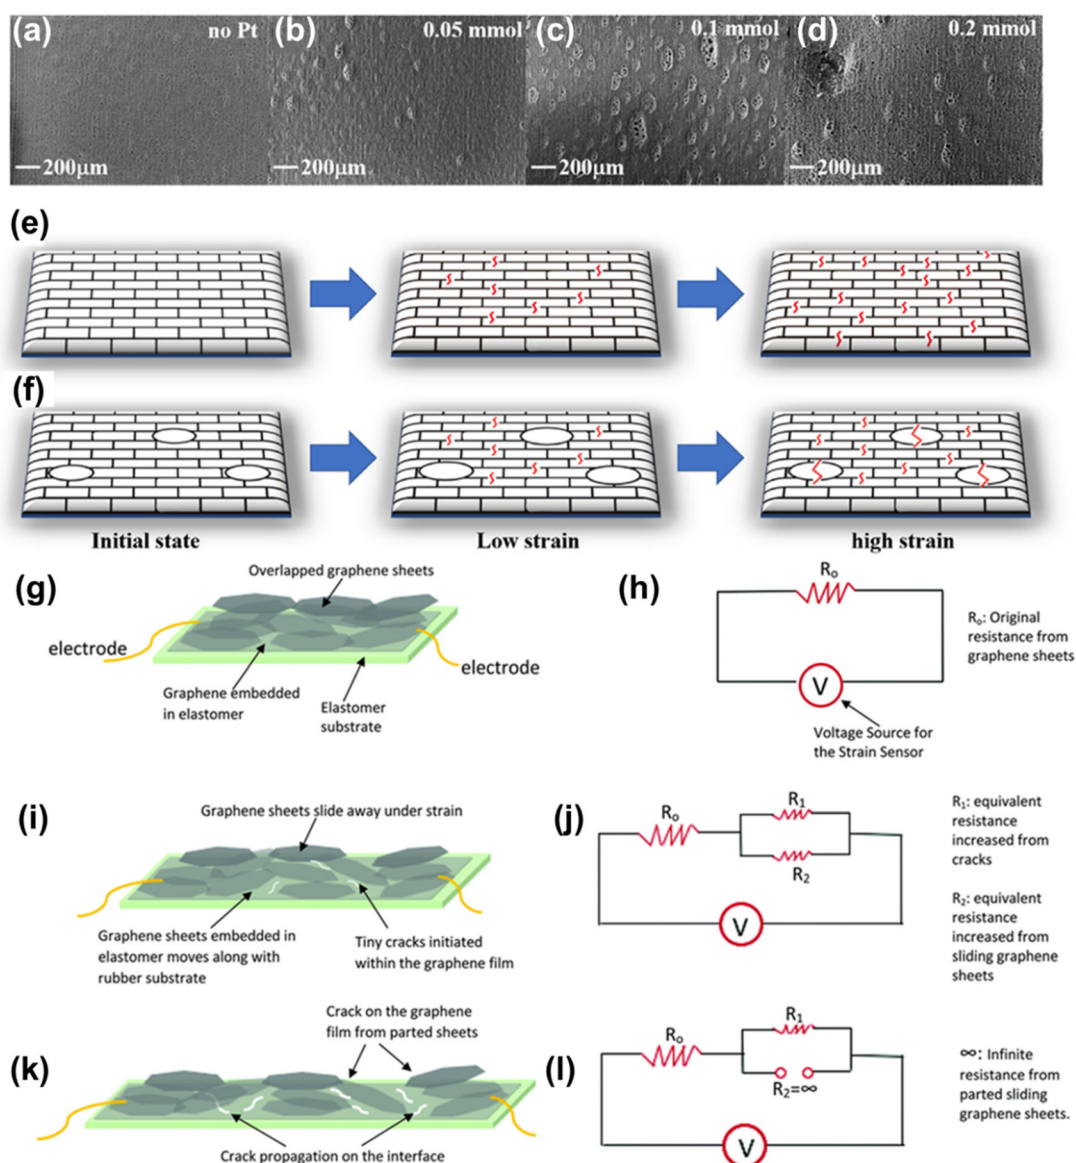 (a) no Pt
(b) 0.05 mmol
(c) 0.1 mmol
(d) 0.2 mmol
200μm
200μm
200μm
200μm
(e)
(f)
Initial state
Low strain
high strain
(g)
Overlapped graphene sheets
electrode
electrode
Graphene embedded
in elastomer
Elastomer
substrate
(h)
Ro
V
Ro: Original
resistance from
graphene sheets
Voltage Source for
the Strain Sensor
(i)
Graphene sheets slide away under strain
Graphene sheets embedded in
elastomer moves along with
rubber substrate
Tiny cracks initiated
within the graphene film
(j)
Ro
R1
R2
V
R1: equivalent
resistance
increased from
cracks
R2: equivalent
resistance
increased from
sliding graphene
sheets
(k)
Crack on the graphene
film from parted sheets
Crack propagation on the interface
(l)
Ro
R1
R2=∞
V
∞: Infinite
resistance from
parted sliding
graphene sheets.